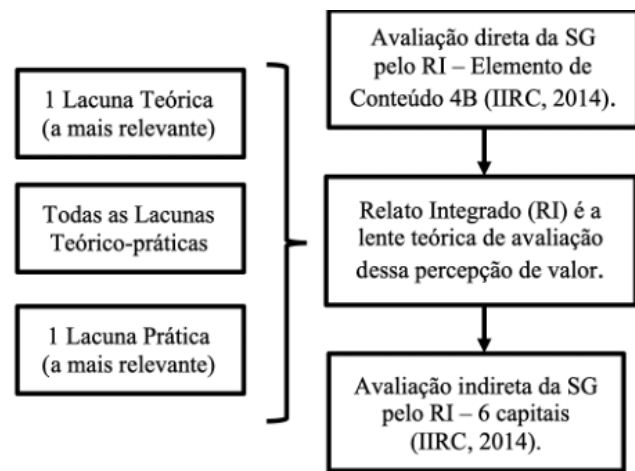 1 Lacuna Teórica
(a mais relevante)
Todas as Lacunas
Teórico-práticas
1 Lacuna Prática
(a mais relevante)
Avaliação direta da SG
pelo RI – Elemento de
Conteúdo 4B (IIRC, 2014).
Relato Integrado (RI) é a
lente teórica de avaliação
dessa percepção de valor.
Avaliação indireta da SG
pelo RI – 6 capitais
(IIRC, 2014).